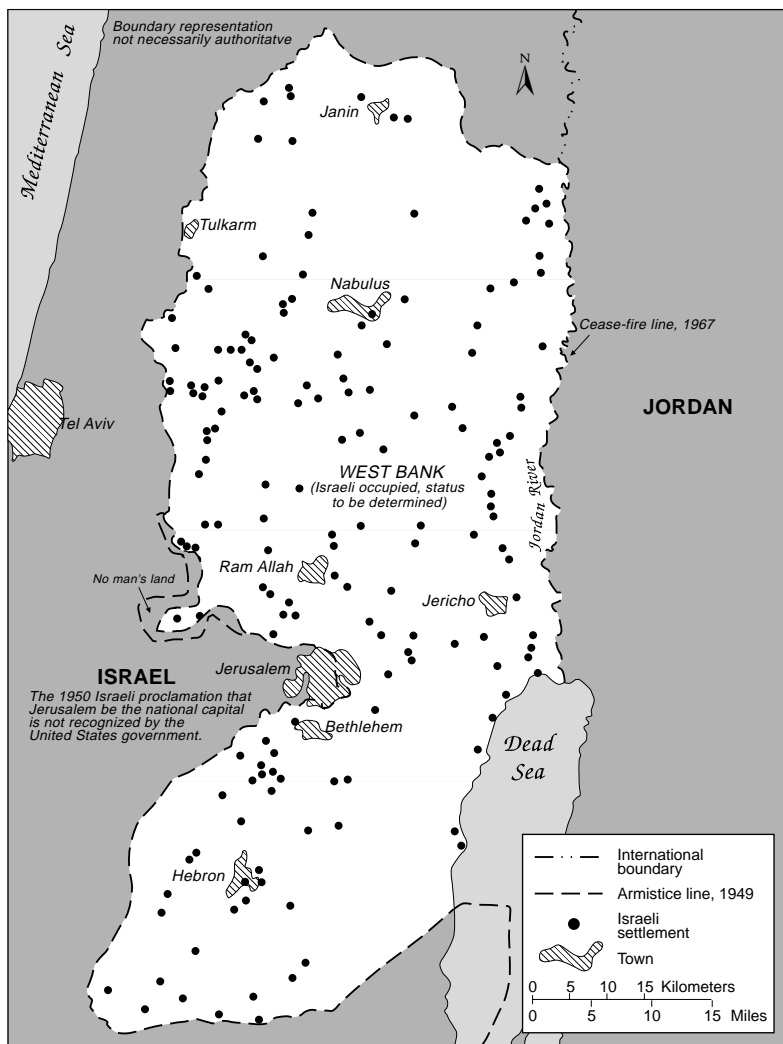 Boundary representation
not necessarily authoritatve
Mediterranean Sea
N
Janin
Tulkarm
Nabulus
Cease-fire line, 1967
Tel Aviv
JORDAN
WEST BANK
(Israeli occupied, status
to be determined)
Jordan River
Ram Allah
No man's land
Jericho
ISRAEL
Jerusalem
The 1950 Israeli proclamation that
Jerusalem be the national capital
is not recognized by the
United States government.
Bethlehem
Dead
Sea
Hebron
International
boundary
Armistice line, 1949
Israeli
settlement
Town
0 5 10 15 Kilometers
0 5 10 15 Miles